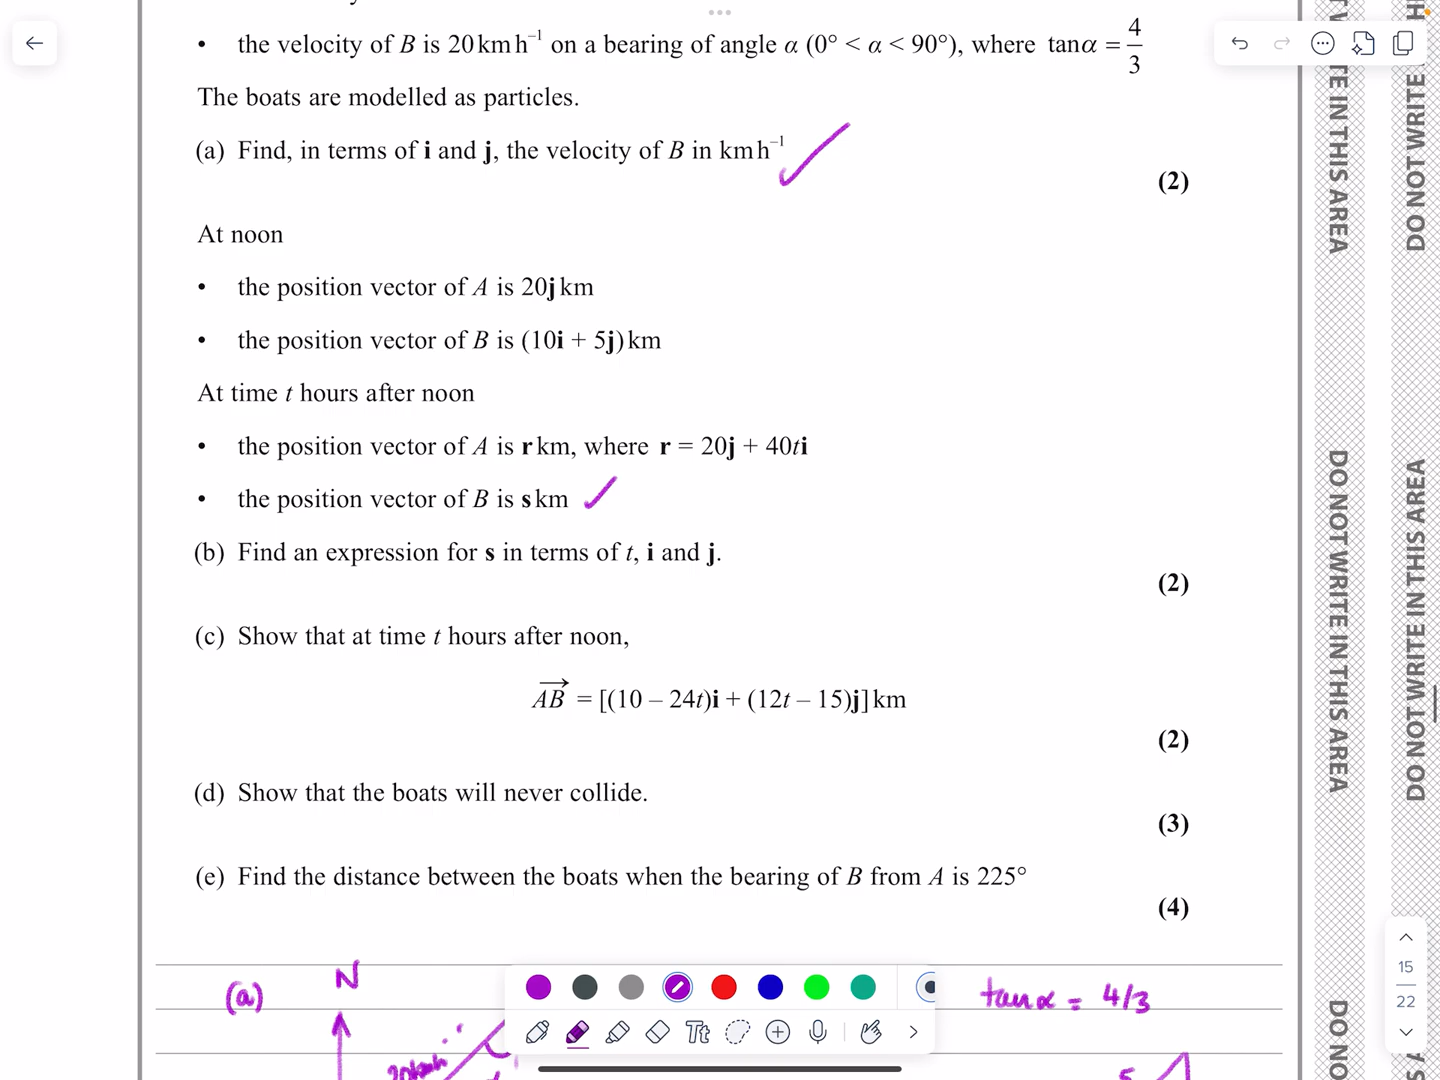 • the velocity of B is 20 km h⁻¹ on a bearing of angle α (0° < α < 90°), where tan α = 4/3
The boats are modelled as particles.
(a) Find, in terms of i and j, the velocity of B in km h⁻¹
(2)
At noon
• the position vector of A is 20j km
• the position vector of B is (10i + 5j) km
At time t hours after noon
• the position vector of A is r km, where r = 20j + 40ti
• the position vector of B is s km
(b) Find an expression for s in terms of t, i and j.
(2)
(c) Show that at time t hours after noon,
AB⃗ = [(10 – 24t)i + (12t – 15)j] km
(2)
(d) Show that the boats will never collide.
(3)
(e) Find the distance between the boats when the bearing of B from A is 225°
(4)
(a) N tan α = 4/3
20kmh
5
Tt
15
22
DO NOT WRITE IN THIS AREA
DO NOT WRITE IN THIS AREA
TE IN THIS AREA
DO NOT WRITE
DO NO